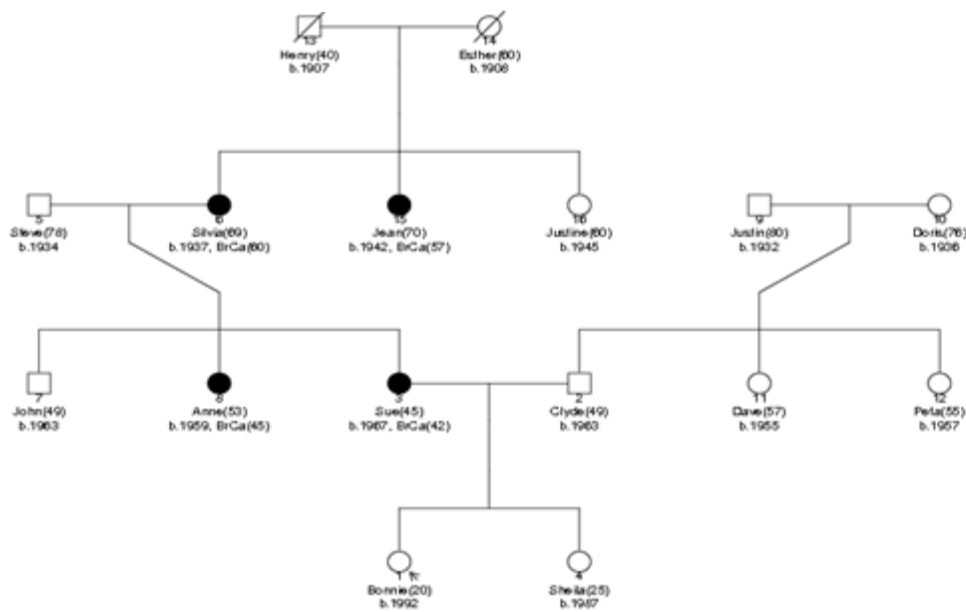 13 14
Henry(40) Esther(60)
b.1907 b.1908
5 6 15 16 9 10
Steve(78) Silvia(69) Jean(70) Justine(60) Justin(80) Doris(76)
b.1934 b.1937, BrCa(60) b.1942, BrCa(57) b.1945 b.1932 b.1936
7 8 3 2 11 12
John(49) Anne(53) Sue(45) Clyde(49) Dave(57) Peta(55)
b.1963 b.1959, BrCa(45) b.1967, BrCa(42) b.1963 b.1955 b.1957
1 4
Bonnie(20) Sheila(25)
b.1992 b.1987